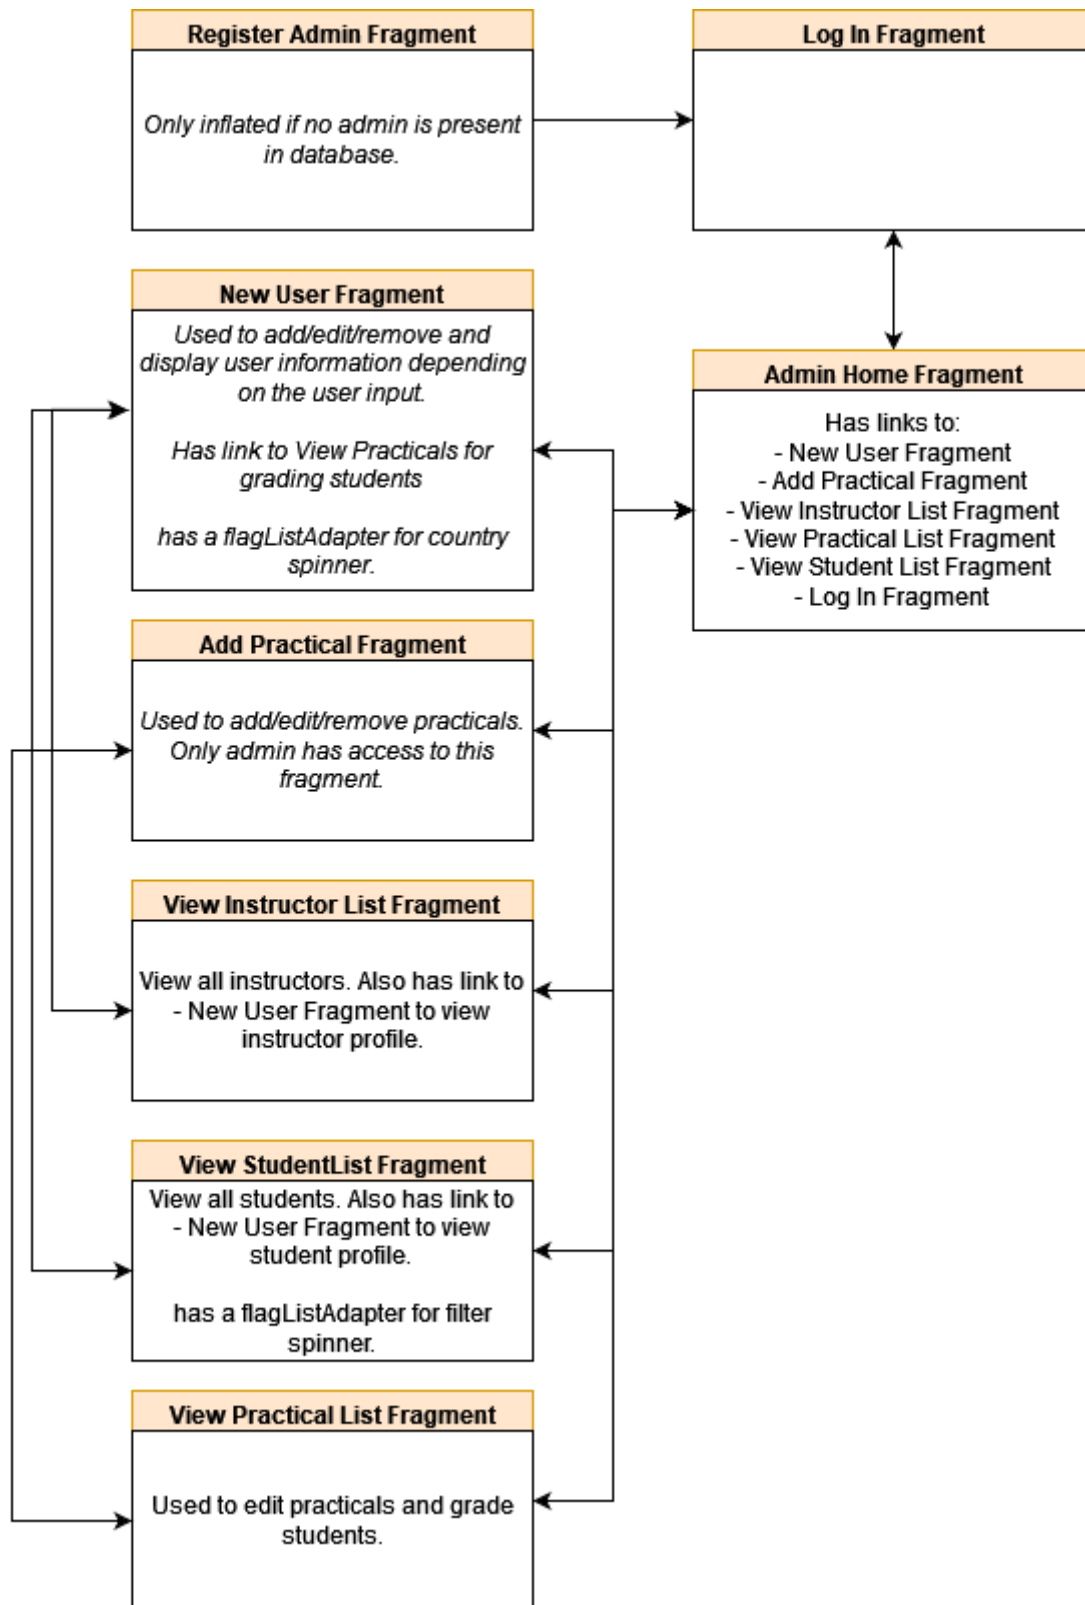 Register Admin Fragment
Only inflated if no admin is present
in database.
Log In Fragment
New User Fragment
Used to add/edit/remove and
display user information depending
on the user input.
Has link to View Practicals for
grading students
has a flagListAdapter for country
spinner.
Admin Home Fragment
Has links to:
- New User Fragment
- Add Practical Fragment
- View Instructor List Fragment
- View Practical List Fragment
- View Student List Fragment
- Log In Fragment
Add Practical Fragment
Used to add/edit/remove practicals.
Only admin has access to this
fragment.
View Instructor List Fragment
View all instructors. Also has link to
- New User Fragment to view
instructor profile.
View StudentList Fragment
View all students. Also has link to
- New User Fragment to view
student profile.
has a flagListAdapter for filter
spinner.
View Practical List Fragment
Used to edit practicals and grade
students.